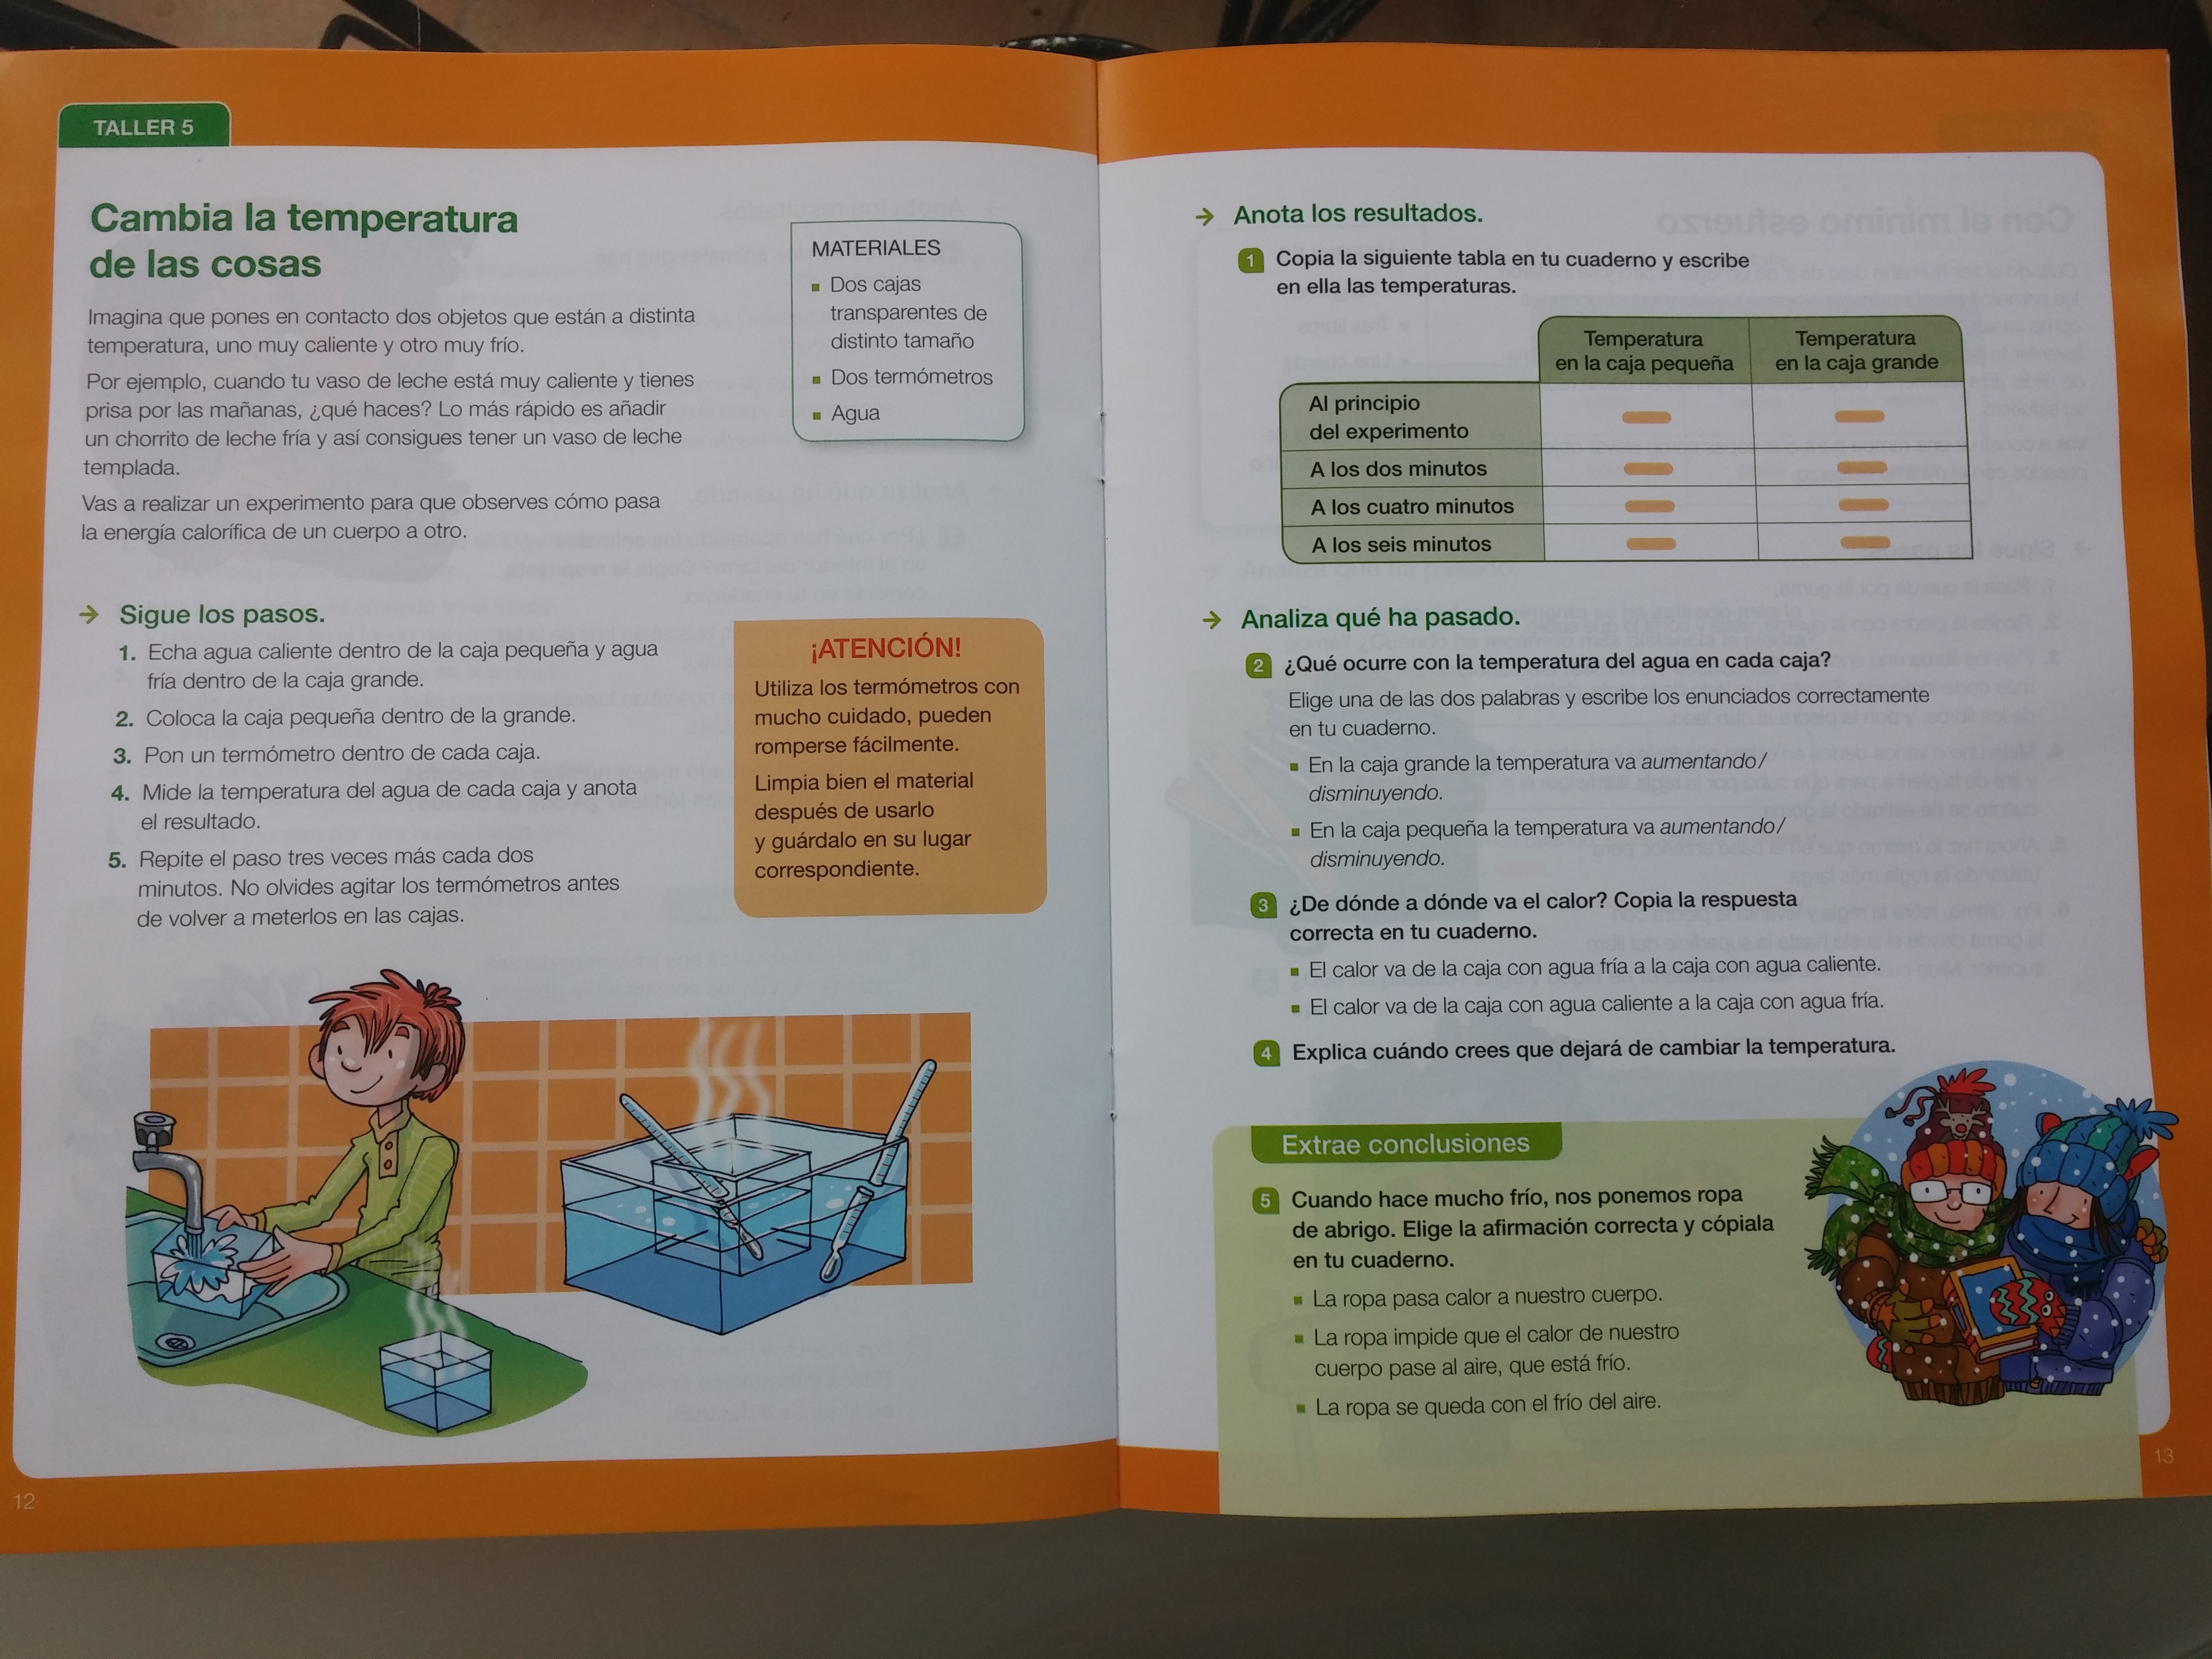 TALLER 5
Cambia la temperatura
de las cosas
Imagina que pones en contacto dos objetos que están a distinta
temperatura, uno muy caliente y otro muy frío.
Por ejemplo, cuando tu vaso de leche está muy caliente y tienes
prisa por las mañanas, ¿qué haces? Lo más rápido es añadir
un chorrito de leche fría y así consigues tener un vaso de leche
templada.
Vas a realizar un experimento para que observes cómo pasa
la energía calorífica de un cuerpo a otro.
MATERIALES
Dos cajas
transparentes de
distinto tamaño
Dos termómetros
Agua
Sigue los pasos.
1. Echa agua caliente dentro de la caja pequeña y agua
fría dentro de la caja grande.
2. Coloca la caja pequeña dentro de la grande.
3. Pon un termómetro dentro de cada caja.
4. Mide la temperatura del agua de cada caja y anota
el resultado.
5. Repite el paso tres veces más cada dos
minutos. No olvides agitar los termómetros antes
de volver a meterlos en las cajas.
¡ATENCIÓN!
Utiliza los termómetros con
mucho cuidado, pueden
romperse fácilmente.
Limpia bien el material
después de usarlo
y guárdalo en su lugar
correspondiente.
12
Anota los resultados.
1 Copia la siguiente tabla en tu cuaderno y escribe
en ella las temperaturas.
Temperatura
en la caja pequeña
Temperatura
en la caja grande
Al principio
del experimento
A los dos minutos
A los cuatro minutos
A los seis minutos
Analiza qué ha pasado.
2 ¿Qué ocurre con la temperatura del agua en cada caja?
Elige una de las dos palabras y escribe los enunciados correctamente
en tu cuaderno.
En la caja grande la temperatura va aumentando/
disminuyendo.
En la caja pequeña la temperatura va aumentando/
disminuyendo.
3 ¿De dónde a dónde va el calor? Copia la respuesta
correcta en tu cuaderno.
El calor va de la caja con agua fría a la caja con agua caliente.
El calor va de la caja con agua caliente a la caja con agua fría.
4 Explica cuándo crees que dejará de cambiar la temperatura.
Extrae conclusiones
5 Cuando hace mucho frío, nos ponemos ropa
de abrigo. Elige la afirmación correcta y cópiala
en tu cuaderno.
La ropa pasa calor a nuestro cuerpo.
La ropa impide que el calor de nuestro
cuerpo pase al aire, que está frío.
La ropa se queda con el frío del aire.
13